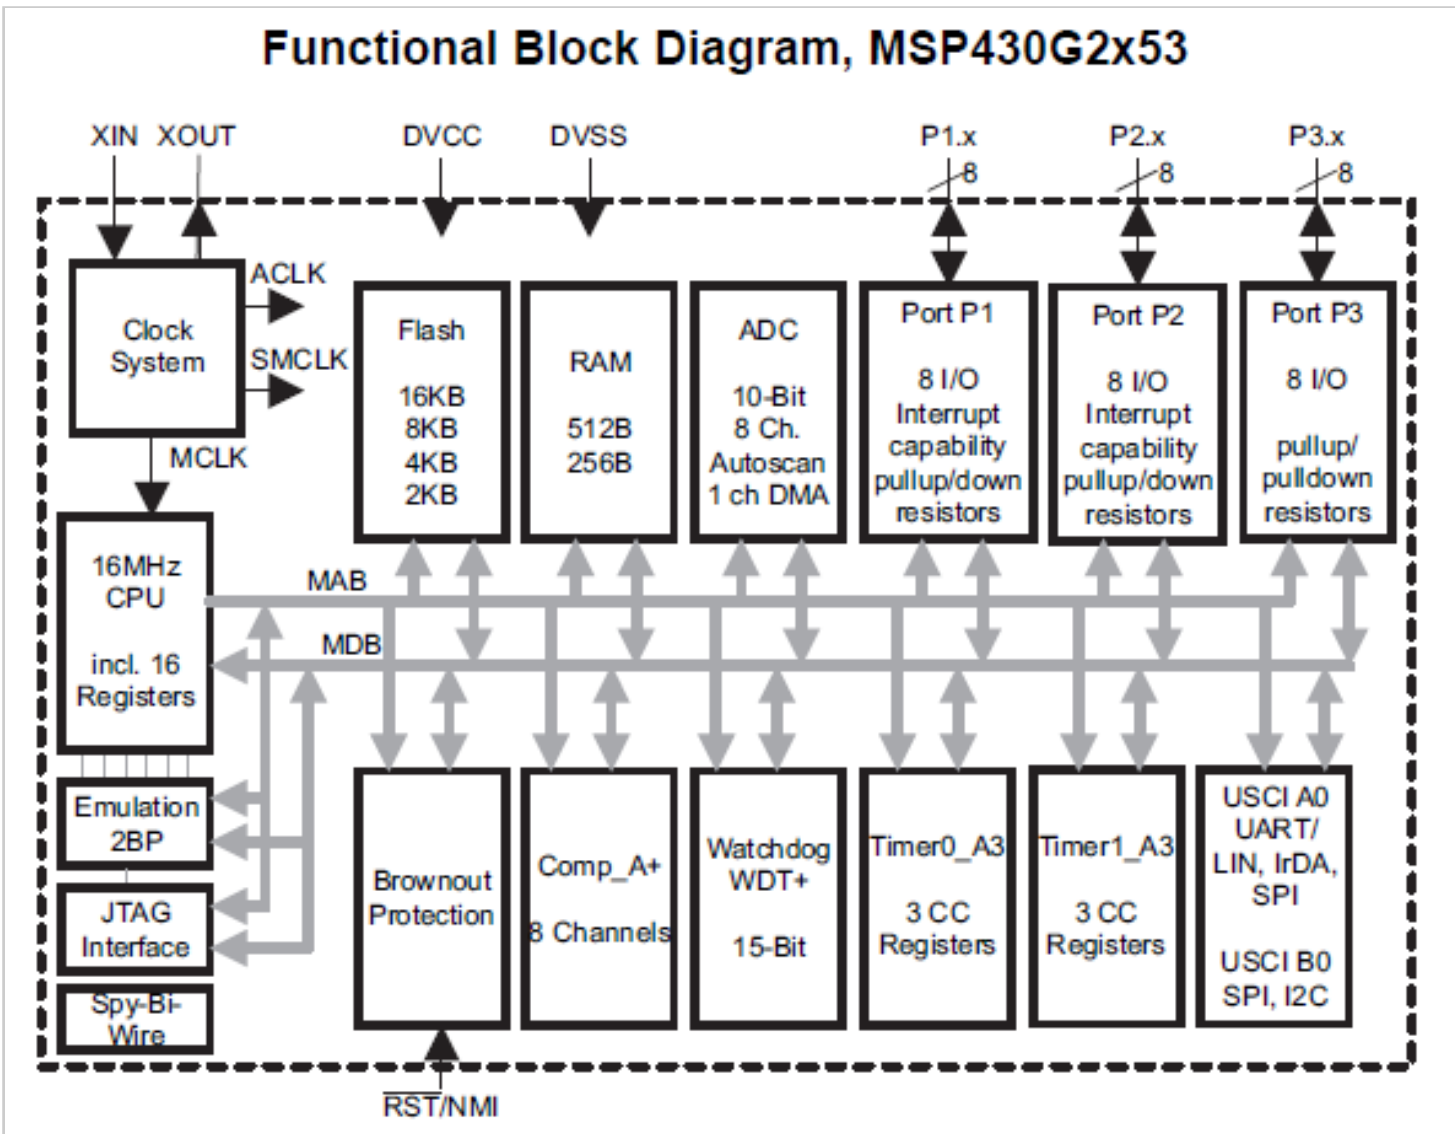 Functional Block Diagram, MSP430G2x53
XIN XOUT DVCC DVSS P1.x P2.x P3.x
8 8 8
ACLK
Clock
System
SMCLK
MCLK
Flash
16KB
8KB
4KB
2KB
RAM
512B
256B
ADC
10-Bit
8 Ch.
Autoscan
1 ch DMA
Port P1
8 I/O
Interrupt
capability
pullup/down
resistors
Port P2
8 I/O
Interrupt
capability
pullup/down
resistors
Port P3
8 I/O
pullup/
pulldown
resistors
16MHz
CPU
incl. 16
Registers
MAB
MDB
Emulation
2BP
JTAG
Interface
Spy-Bi-
Wire
Brownout
Protection
Comp_A+
8 Channels
Watchdog
WDT+
15-Bit
Timer0_A3
3 CC
Registers
Timer1_A3
3 CC
Registers
USCI A0
UART/
LIN, IrDA,
SPI
USCI B0
SPI, I2C
RST/NMI